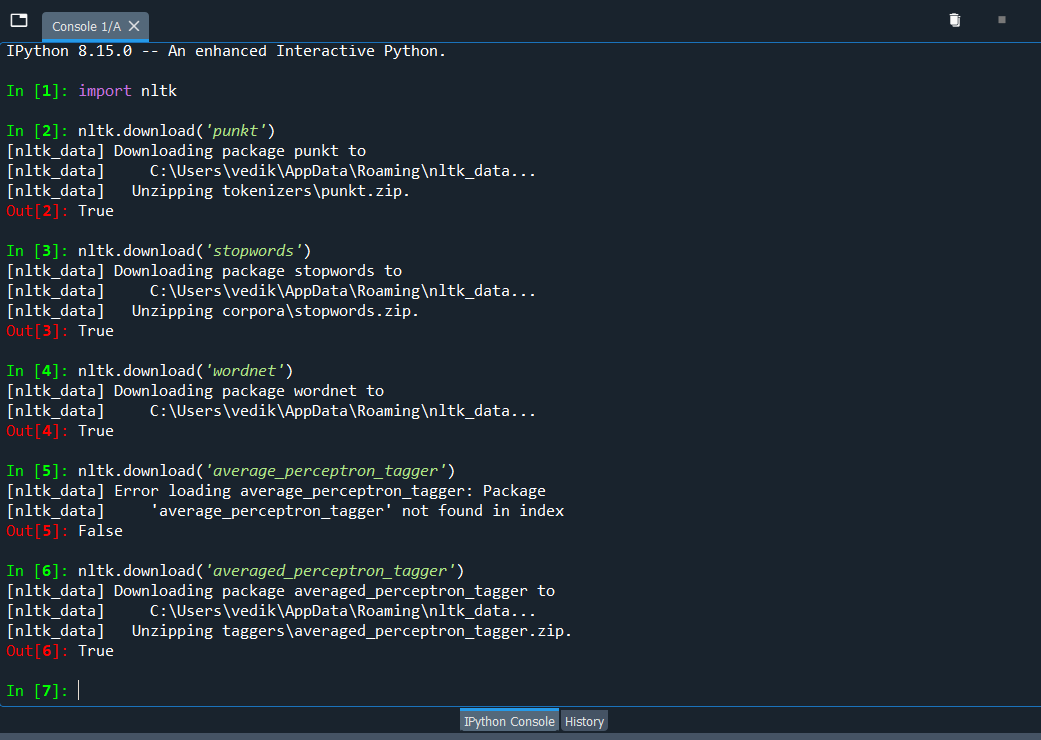 Console 1/A
IPython 8.15.0 -- An enhanced Interactive Python.
In [1]: import nltk
In [2]: nltk.download('punkt')
[nltk_data] Downloading package punkt to
[nltk_data]     C:\Users\vedik\AppData\Roaming\nltk_data...
[nltk_data]   Unzipping tokenizers\punkt.zip.
Out[2]: True
In [3]: nltk.download('stopwords')
[nltk_data] Downloading package stopwords to
[nltk_data]     C:\Users\vedik\AppData\Roaming\nltk_data...
[nltk_data]   Unzipping corpora\stopwords.zip.
Out[3]: True
In [4]: nltk.download('wordnet')
[nltk_data] Downloading package wordnet to
[nltk_data]     C:\Users\vedik\AppData\Roaming\nltk_data...
Out[4]: True
In [5]: nltk.download('average_perceptron_tagger')
[nltk_data] Error loading average_perceptron_tagger: Package
[nltk_data]     'average_perceptron_tagger' not found in index
Out[5]: False
In [6]: nltk.download('averaged_perceptron_tagger')
[nltk_data] Downloading package averaged_perceptron_tagger to
[nltk_data]     C:\Users\vedik\AppData\Roaming\nltk_data...
[nltk_data]   Unzipping taggers\averaged_perceptron_tagger.zip.
Out[6]: True
In [7]:
IPython Console History